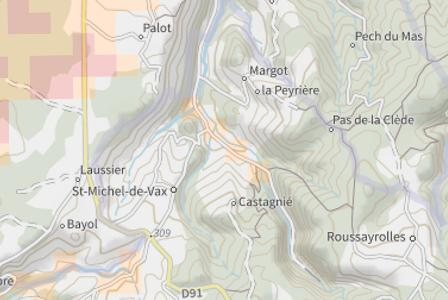 Palot
Pech du Mas
Margot
la Peyrière
Pas de la Clède
Laussier
St-Michel-de-Vax
Castagnié
Bayol
309
Roussayrolles
D91